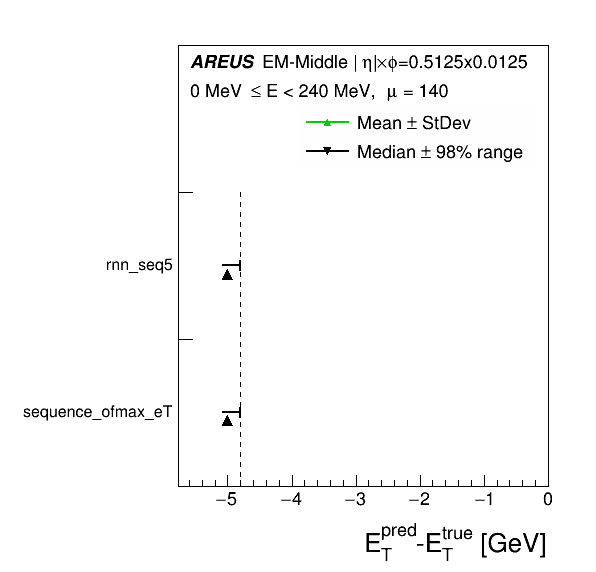 AREUS EM-Middle | η|×φ=0.5125x0.0125
0 MeV ≤ E < 240 MeV, μ = 140
Mean ± StDev
Median ± 98% range
rnn_seq5
sequence_ofmax_eT
−5 −4 −3 −2 −1 0
E_T^pred-E_T^true [GeV]